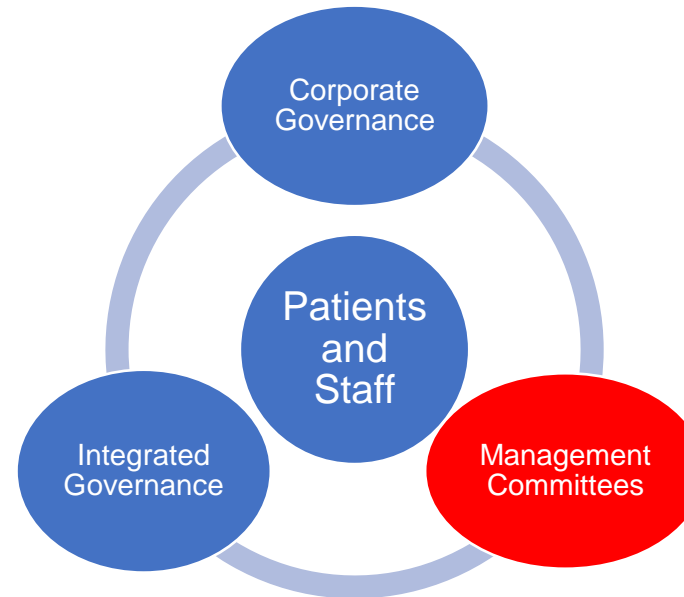 Corporate
Governance
Patients
and
Staff
Integrated
Governance
Management
Committees